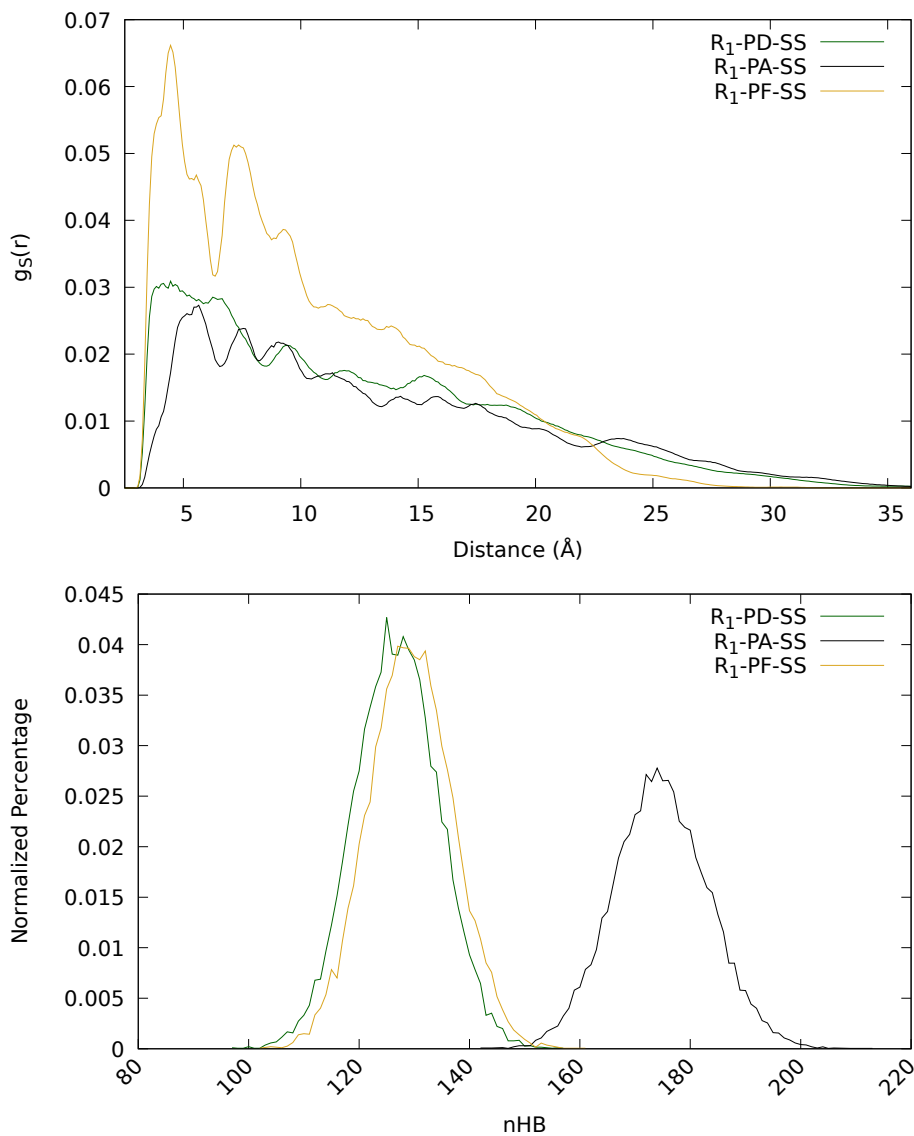 0.07
0.06
0.05
0.04
0.03
0.02
0.01
0
gS(r)
R1-PD-SS
R1-PA-SS
R1-PF-SS
5 10 15 20 25 30 35
Distance (Å)
0.045
0.04
0.035
0.03
0.025
0.02
0.015
0.01
0.005
0
Normalized Percentage
R1-PD-SS
R1-PA-SS
R1-PF-SS
80 100 120 140 160 180 200 220
nHB